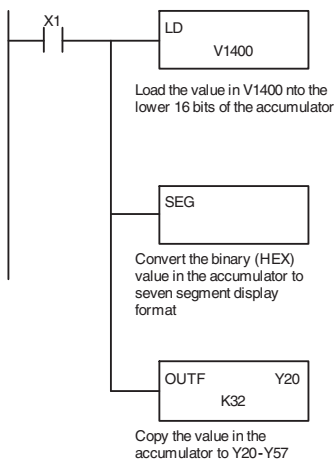 X1
LD
V1400
Load the value in V1400 nto the
lower 16 bits of the accumulator
SEG
Convert the binary (HEX)
value in the accumulator to
seven segment display
format
OUTF Y20
K32
Copy the value in the
accumulator to Y20-Y57